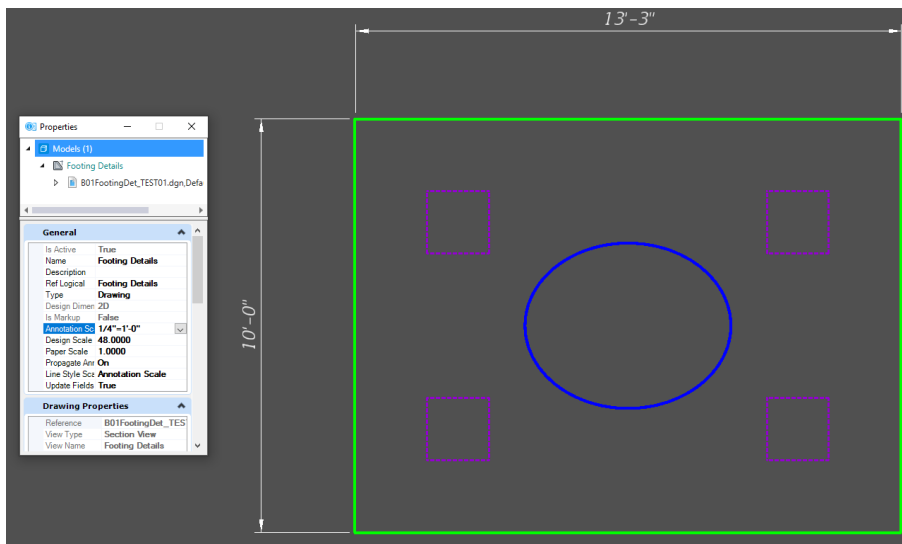 13'-3"
10'-0"
Properties
Models (1)
Footing Details
B01FootingDet_TEST01.dgn,Defa
General
Is Active True
Name Footing Details
Description
Ref Logical Footing Details
Type Drawing
Design Dimen 2D
Is Markup False
Annotation Sc 1/4"=1'-0"
Design Scale 48.0000
Paper Scale 1.0000
Propagate Anr On
Line Style Sca Annotation Scale
Update Fields True
Drawing Properties
Reference B01FootingDet_TES
View Type Section View
View Name Footing Details